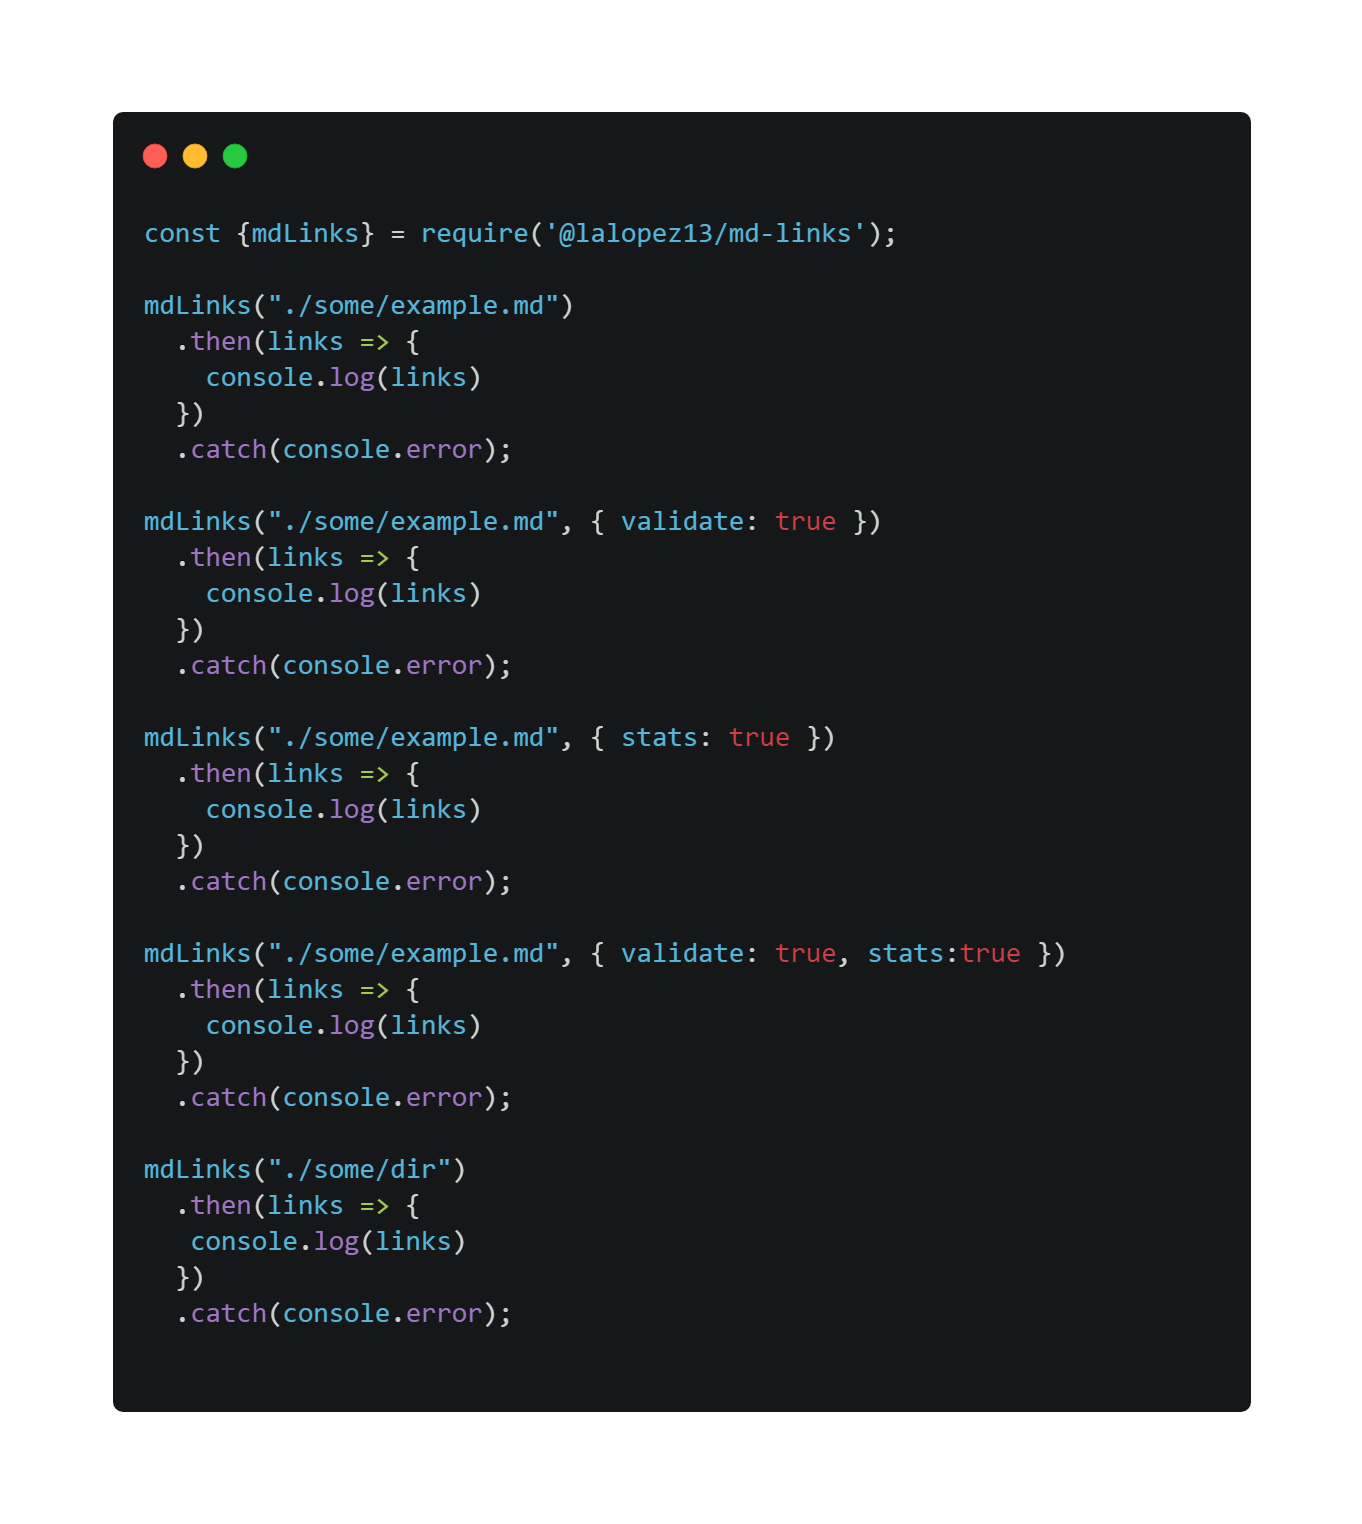 const {mdLinks} = require('@lalopez13/md-links');

mdLinks("./some/example.md")
  .then(links => {
    console.log(links)
  })
  .catch(console.error);

mdLinks("./some/example.md", { validate: true })
  .then(links => {
    console.log(links)
  })
  .catch(console.error);

mdLinks("./some/example.md", { stats: true })
  .then(links => {
    console.log(links)
  })
  .catch(console.error);

mdLinks("./some/example.md", { validate: true, stats:true })
  .then(links => {
    console.log(links)
  })
  .catch(console.error);

mdLinks("./some/dir")
  .then(links => {
   console.log(links)
  })
  .catch(console.error);